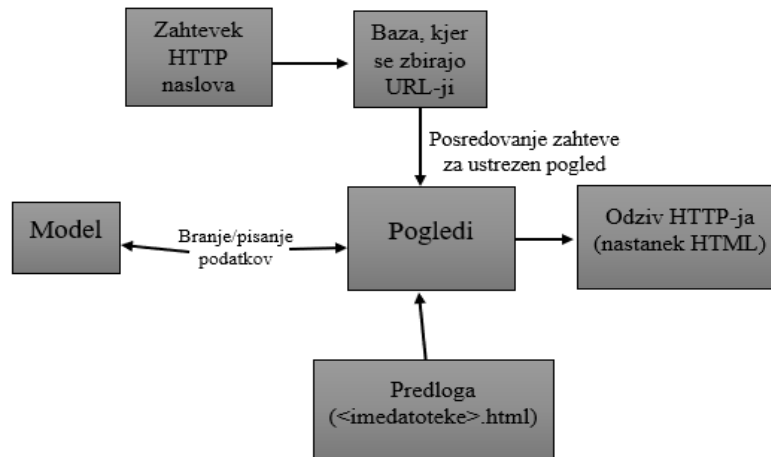 Zahtevek
HTTP
naslova
Baza, kjer
se zbirajo
URL-ji
Posredovanje zahteve
za ustrezen pogled
Model
Branje/pisanje
podatkov
Pogledi
Odziv HTTP-ja
(nastanek HTML)
Predloga
(<imedatoteke>.html)